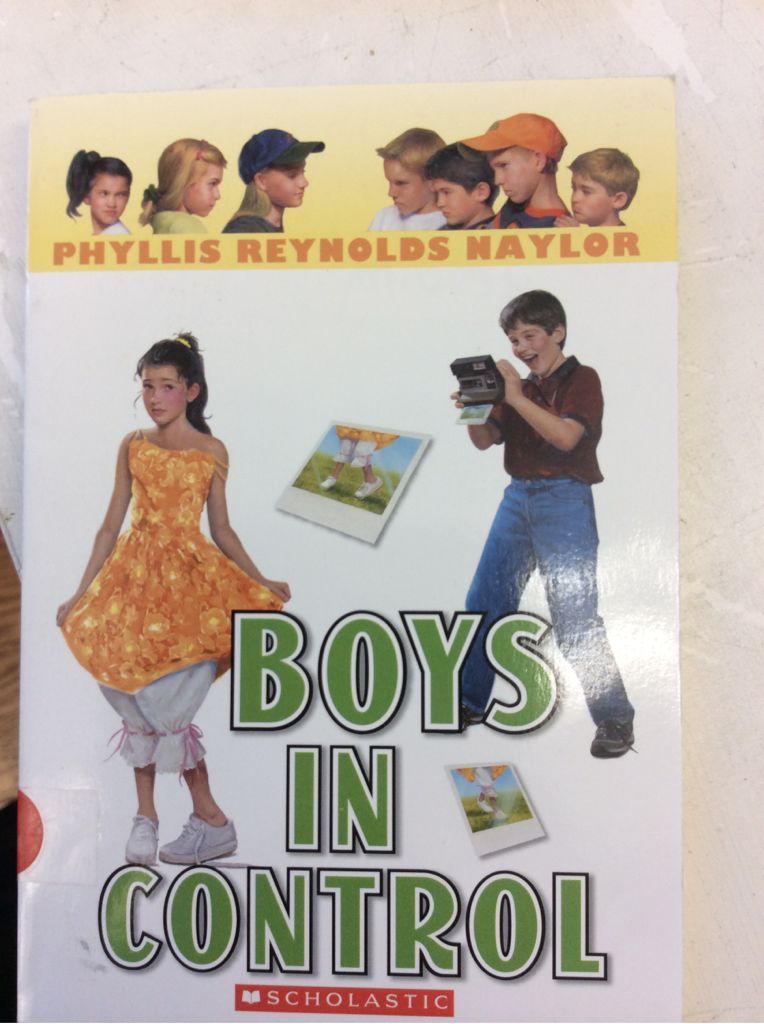 PHYLLIS REYNOLDS NAYLOR
BOYS
IN
CONTROL
SCHOLASTIC